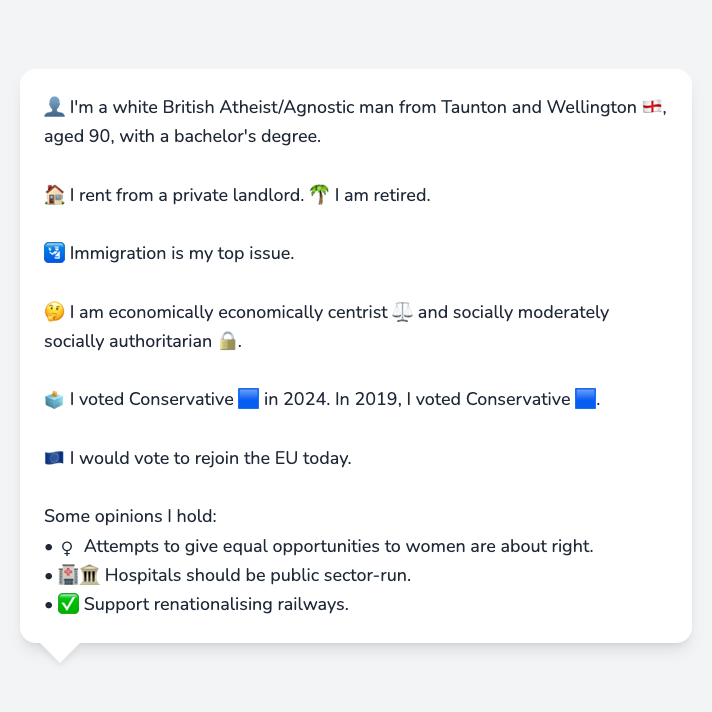 👤 I'm a white British Atheist/Agnostic man from Taunton and Wellington 🏴󠁧󠁢󠁥󠁮󠁧󠁿,
aged 90, with a bachelor's degree.
🏠 I rent from a private landlord. 🌴 I am retired.
🛂 Immigration is my top issue.
🤔 I am economically economically centrist ⚖️ and socially moderately
socially authoritarian 🔒.
🗳️ I voted Conservative 🟦 in 2024. In 2019, I voted Conservative 🟦.
🇪🇺 I would vote to rejoin the EU today.
Some opinions I hold:
• ♀ Attempts to give equal opportunities to women are about right.
• 🏥🏛️ Hospitals should be public sector-run.
• ✅ Support renationalising railways.